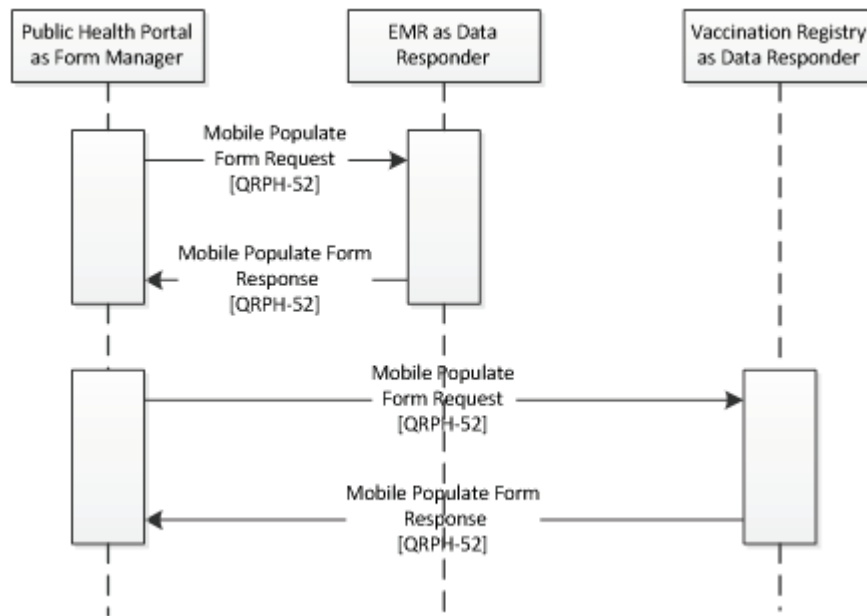 Public Health Portal
as Form Manager
EMR as Data
Responder
Vaccination Registry
as Data Responder
Mobile Populate
Form Request
[QRPH-52]
Mobile Populate Form
Response
[QRPH-52]
Mobile Populate
Form Request
[QRPH-52]
Mobile Populate Form
Response
[QRPH-52]